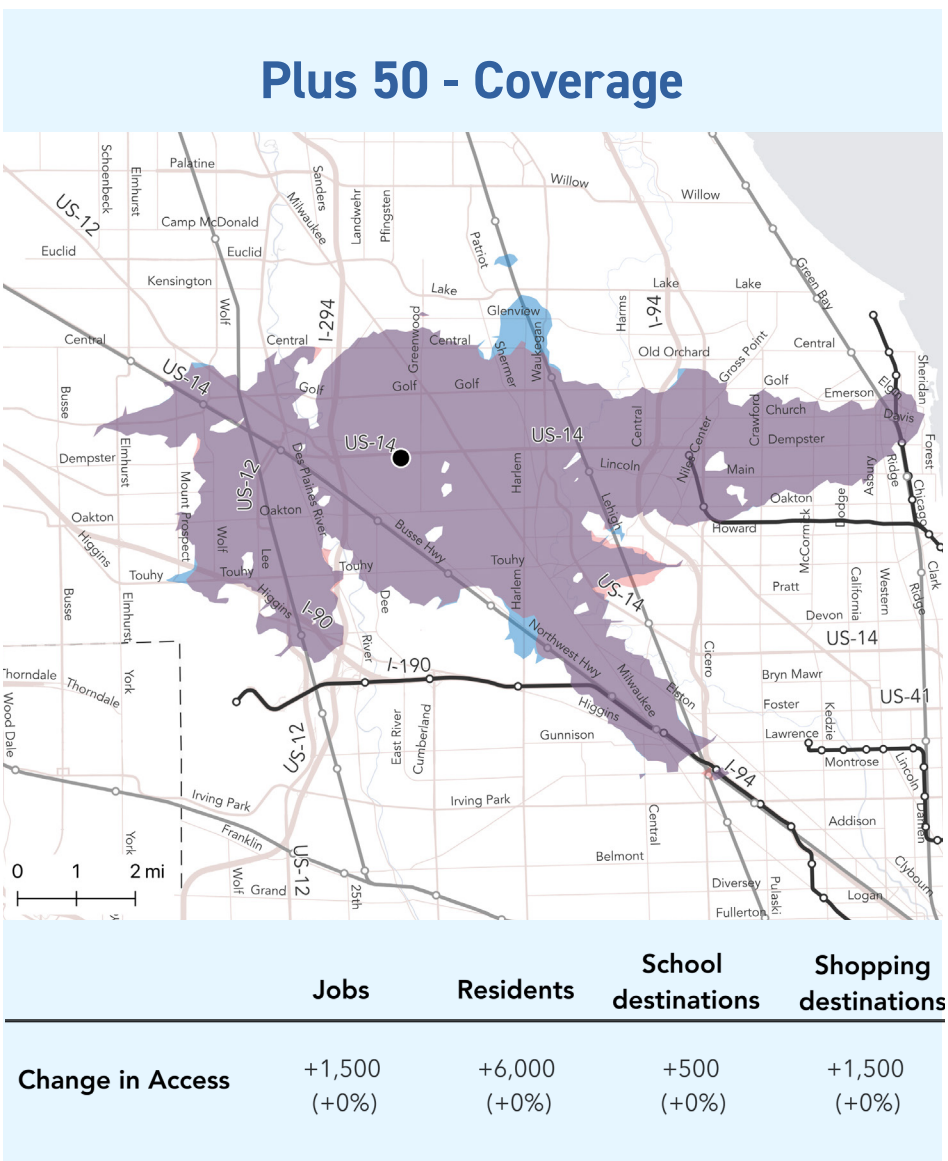 Plus 50 - Coverage
Schoenbeck
Elmhurst
Palatine
Sanders
Landwehr
Pfingsten
Willow
Willow
US-12
Camp McDonald
Milwaukee
Patriot
Euclid
Euclid
Green Bay
Kensington
Lake
Lake
Lake
Wolf
I-294
Greenwood
Glenview
Harms
I-94
Central
Central
Central
Shermer
Waukegan
Old Orchard
Gross Point
Central
Sheridan
US-14
Busse
Golf
Golf
Golf
Golf
Emerson
Elgin
Central
Crawford
Church
Davis
US-14
US-14
Dempster
Dempster
Elmhurst
Mount Prospect
US-12
Des Plaines River
Harlem
Lincoln
Niles Center
Main
Asbury
Ridge
Forest
Oakton
Higgins
Wolf
Oakton
Busse Hwy
Lehigh
Oakton
Dodge
Chicago
Howard
McCormick
Lee
Touhy
Touhy
Touhy
Touhy
Clark
Busse
Elmhurst
Higgins
I-90
Dee
Harlem
US-14
Pratt
California
Western
Ridge
Devon
River
Northwest Hwy
US-14
Thorndale
Thorndale
York
I-190
Milwaukee
Elston
Cicero
Bryn Mawr
US-41
Wood Dale
US-12
East River
Cumberland
Higgins
Foster
Kedzie
Gunnison
Lawrence
Montrose
Lincoln
Damen
I-94
Irving Park
Irving Park
Addison
York
Franklin
Central
Belmont
Clybourn
0 1 2 mi
Wolf
Grand
US-12
25th
Diversey
Pulaski
Logan
Fullerton
Jobs
Residents
School
destinations
Shopping
destinations
Change in Access
+1,500
(+0%)
+6,000
(+0%)
+500
(+0%)
+1,500
(+0%)